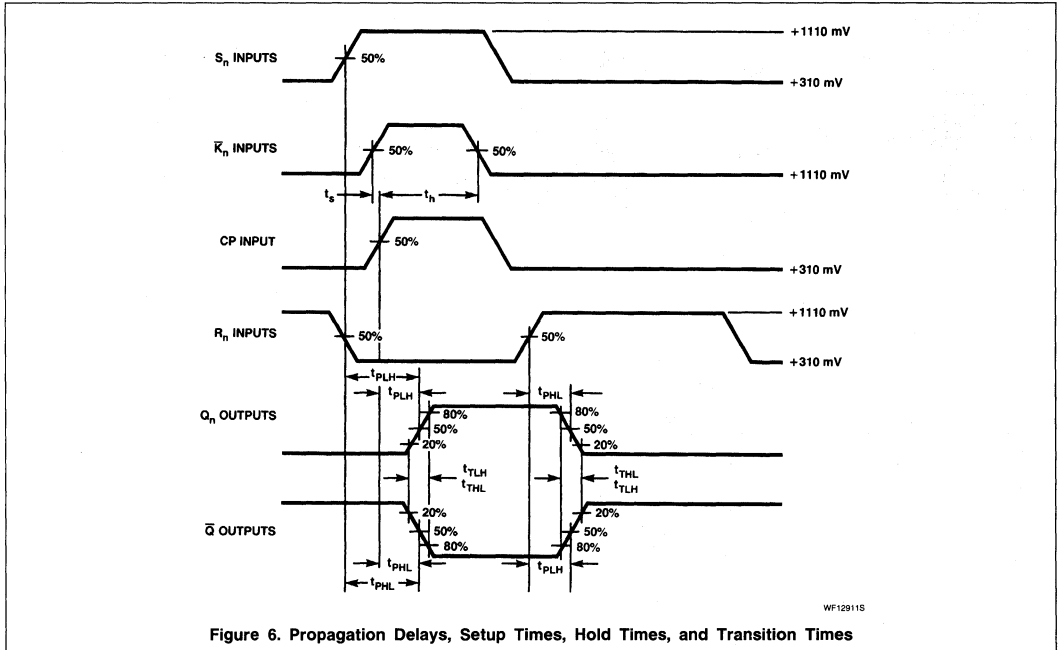 +1110 mV
Sₙ INPUTS
50%
+310 mV
K̅ₙ INPUTS
50%
50%
+1110 mV
tₛ
tₕ
CP INPUT
50%
+310 mV
+1110 mV
Rₙ INPUTS
50%
50%
+310 mV
tPLH
tPLH
tPHL
Qₙ OUTPUTS
80%
80%
50%
50%
20%
20%
tTLH
tTHL
tTHL
tTLH
20%
20%
Q̅ OUTPUTS
50%
50%
80%
80%
tPHL
tPLH
tPHL
WF12911S
Figure 6. Propagation Delays, Setup Times, Hold Times, and Transition Times